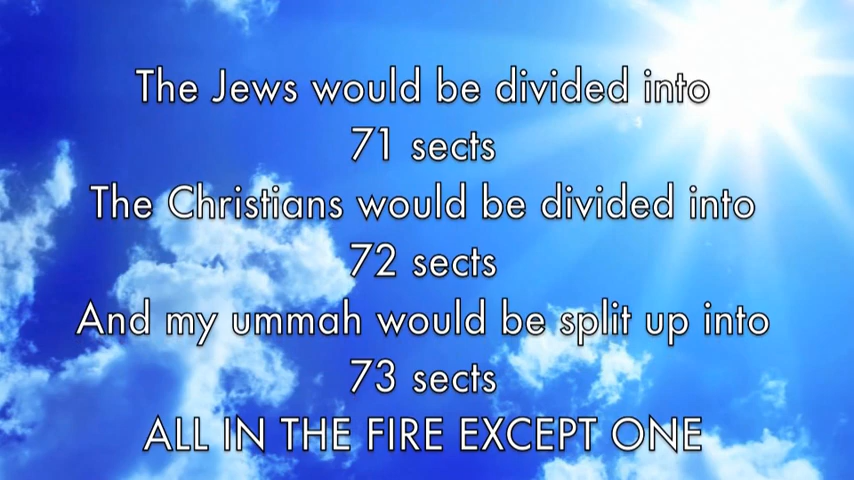 The Jews would be divided into
71 sects
The Christians would be divided into
72 sects
And my ummah would be split up into
73 sects
ALL IN THE FIRE EXCEPT ONE